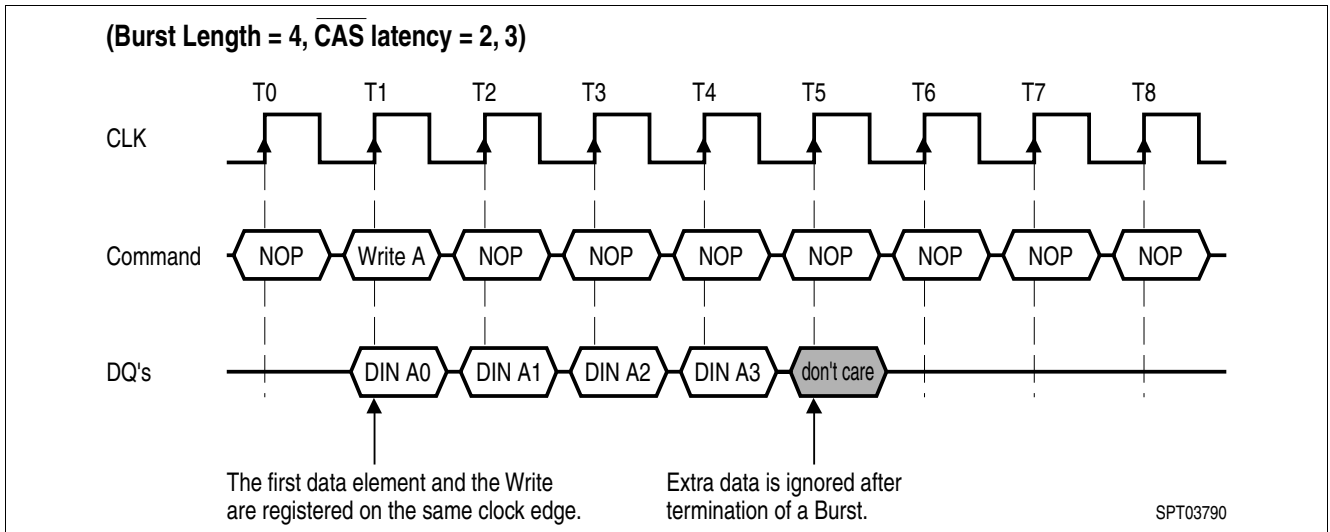 (Burst Length = 4, CAS latency = 2, 3)
T0 T1 T2 T3 T4 T5 T6 T7 T8
CLK
Command NOP Write A NOP NOP NOP NOP NOP NOP NOP
DQ's DIN A0 DIN A1 DIN A2 DIN A3 don't care
The first data element and the Write
are registered on the same clock edge.
Extra data is ignored after
termination of a Burst.
SPT03790